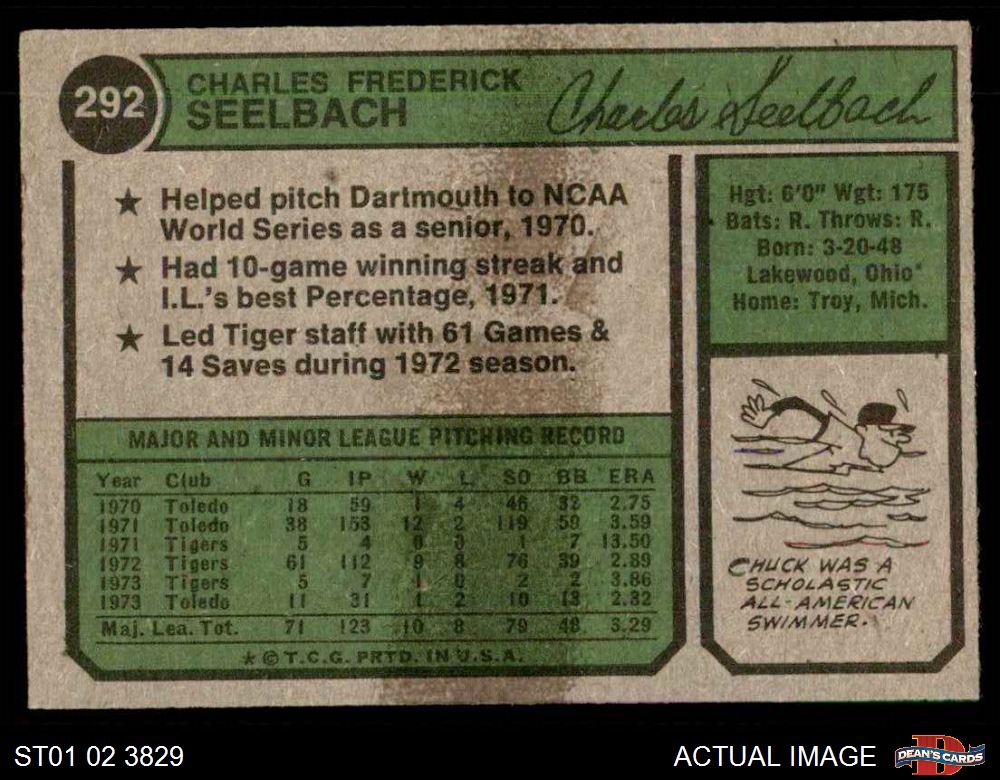 292
CHARLES FREDERICK
SEELBACH
Charles Seelbach
★ Helped pitch Dartmouth to NCAA
World Series as a senior, 1970.
★ Had 10-game winning streak and
I.L.'s best Percentage, 1971.
★ Led Tiger staff with 61 Games &
14 Saves during 1972 season.
Hgt: 6'0" Wgt: 175
Bats: R. Throws: R.
Born: 3-20-48
Lakewood, Ohio
Home: Troy, Mich.
MAJOR AND MINOR LEAGUE PITCHING RECORD
Year Club G IP W L SO BB ERA
1970 Toledo 18 59 1 4 46 32 2.75
1971 Toledo 38 153 12 2 119 59 3.59
1971 Tigers 5 4 0 0 1 7 13.50
1972 Tigers 61 112 9 8 76 39 2.89
1973 Tigers 5 7 1 0 2 2 3.86
1973 Toledo 11 31 1 2 10 13 2.32
Maj. Lea. Tot. 71 123 10 8 79 48 3.29
★ © T.C.G. PRTD. IN U.S.A.
CHUCK WAS A
SCHOLASTIC
ALL-AMERICAN
SWIMMER.
ST01 02 3829
ACTUAL IMAGE
D
DEAN'S CARDS